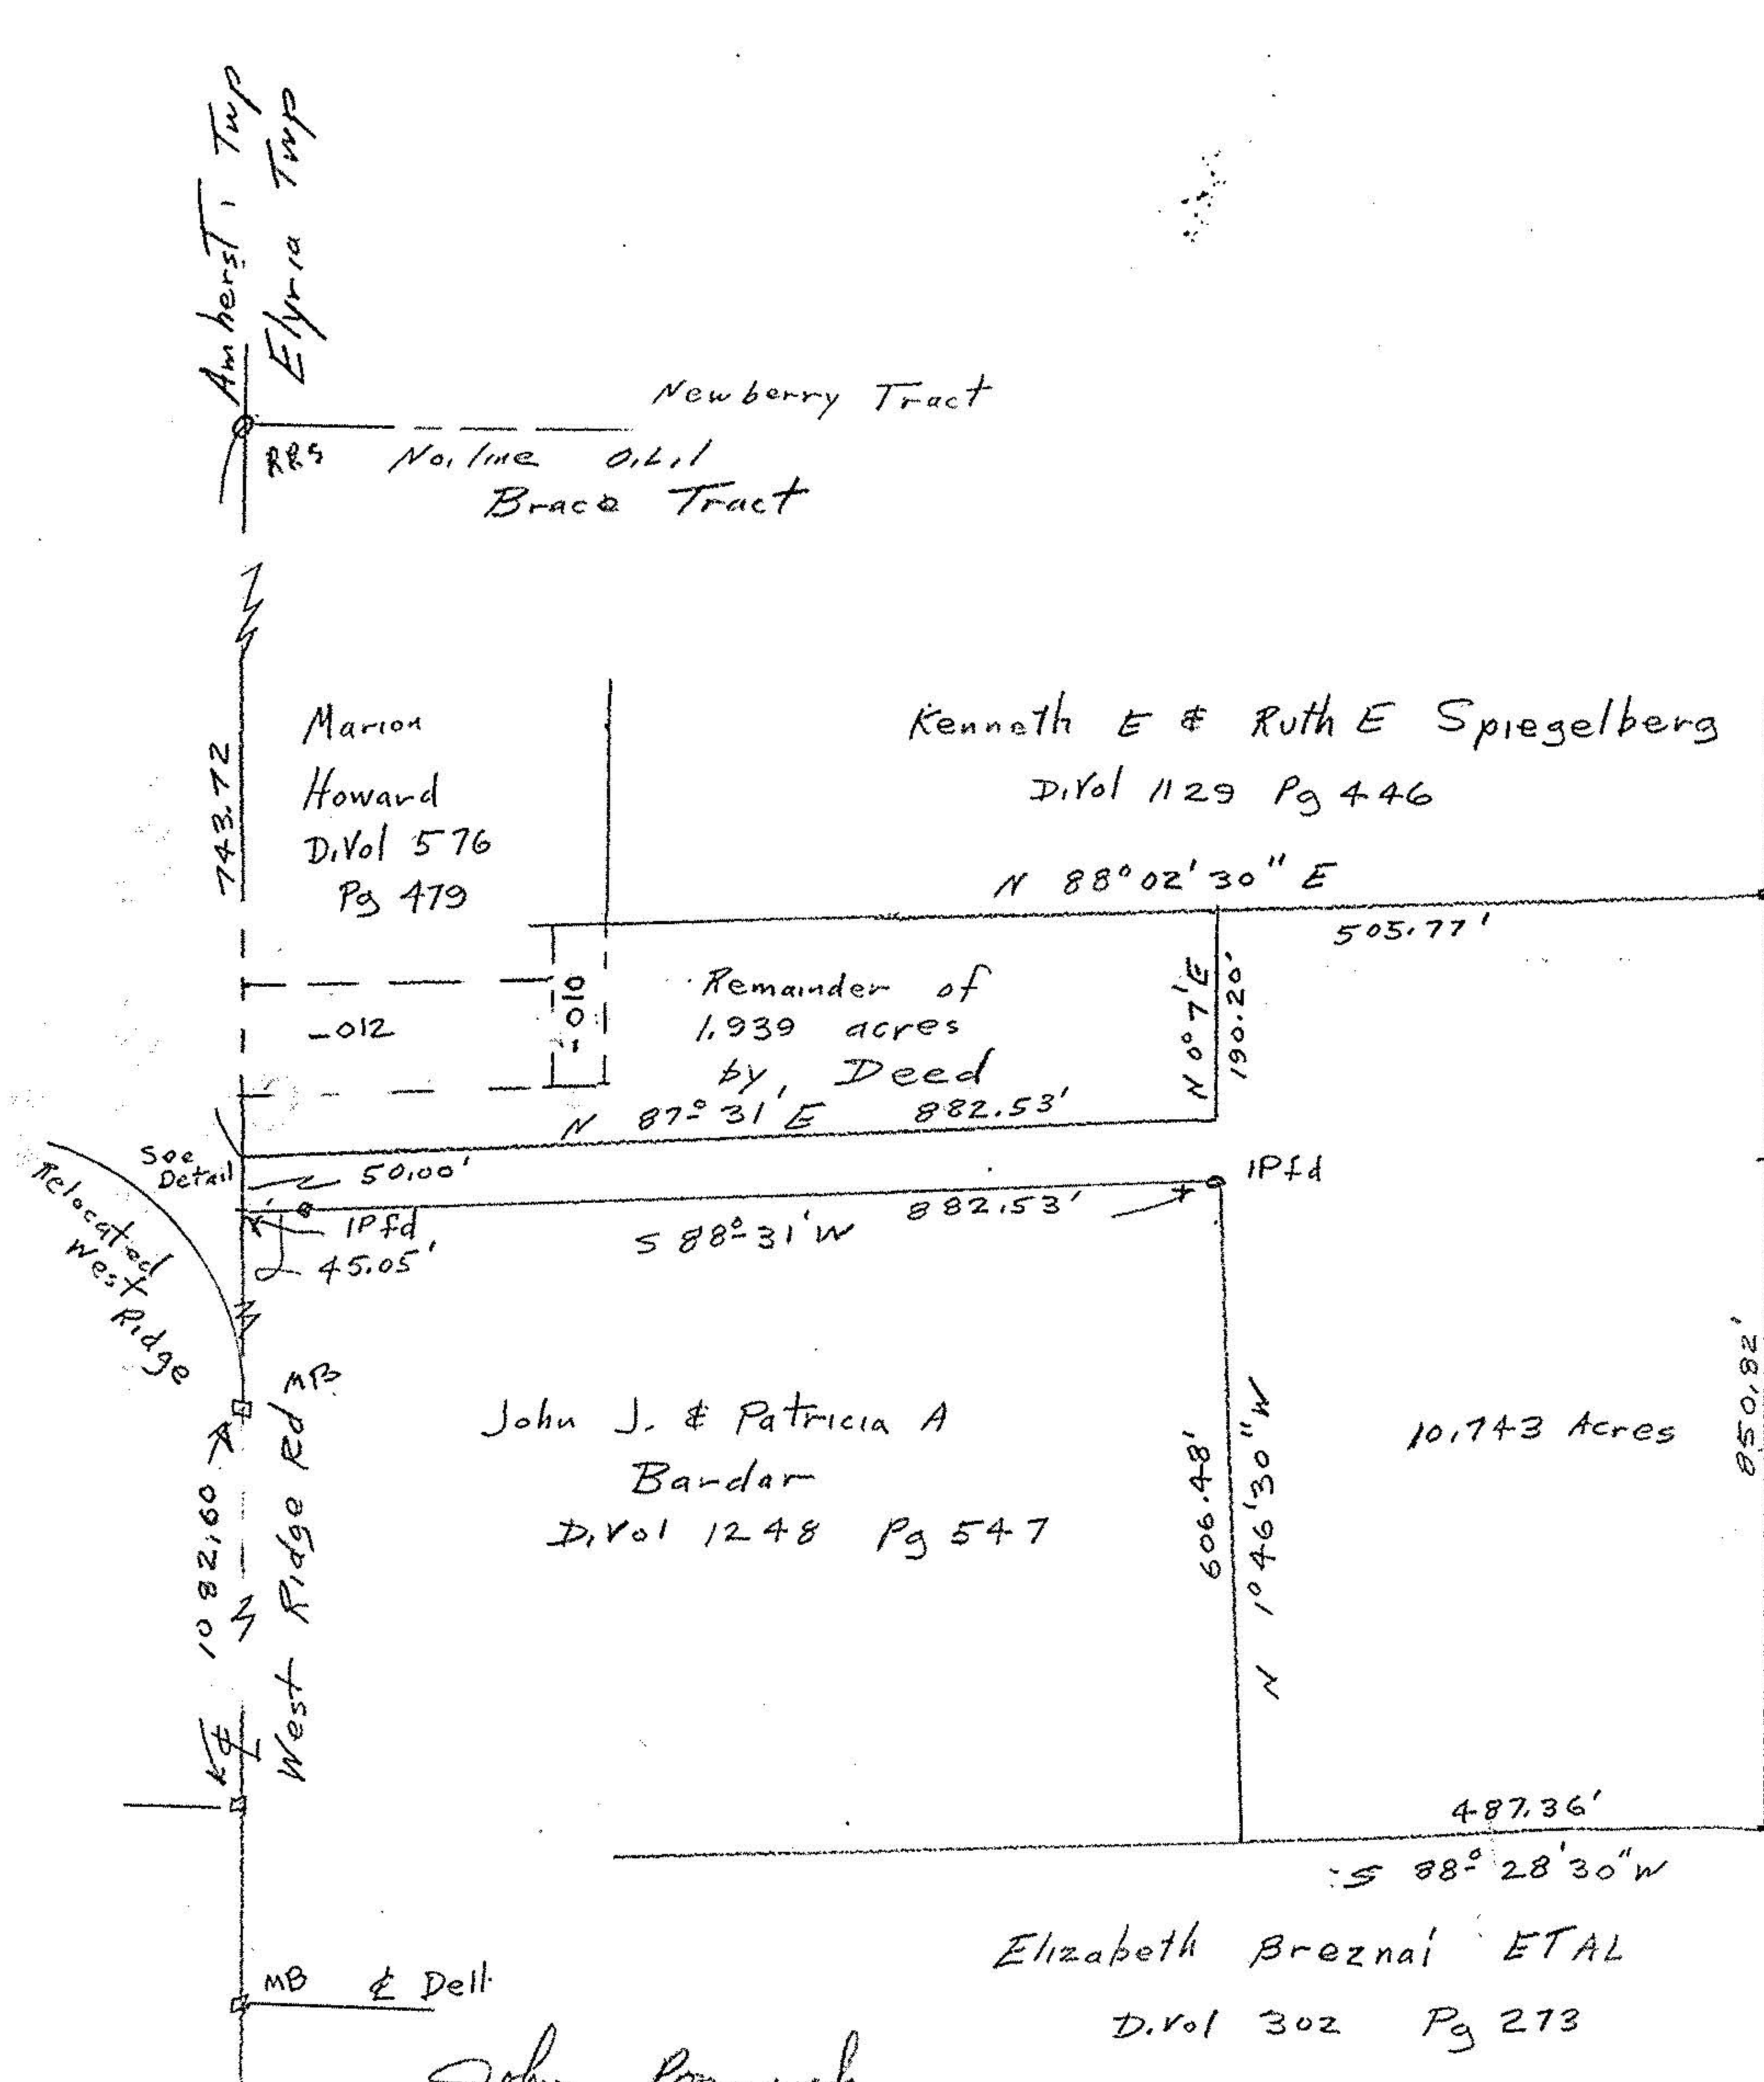 Amherst, Twp
Elyria Twp
Newberry Tract
RRS No, line O.L.1
Brace Tract
743.72
Marion
Howard
D.Vol 576
Pg 479
Kenneth E & Ruth E Spiegelberg
D.Vol 1129 Pg 446
N 88° 02' 30" E
505.77'
-012
-010
Remainder of
1.939 acres
by, Deed
N 0° 7' E
190.20'
N 87° 31' E 882.53'
See
Detail
50.00'
IPfd
882.53'
S 88° 31' W
IPfd
45.05'
Relocated
West
Ridge
MB
1082.60
West Ridge Rd
John J. & Patricia A
Bardar
D.Vol 1248 Pg 547
606.48'
N 1° 46' 30" W
10.743 Acres
850.82'
487.36'
S 88° 28' 30" W
Elizabeth Breznai ETAL
D.Vol 302 Pg 273
MB ₵ Dell
John